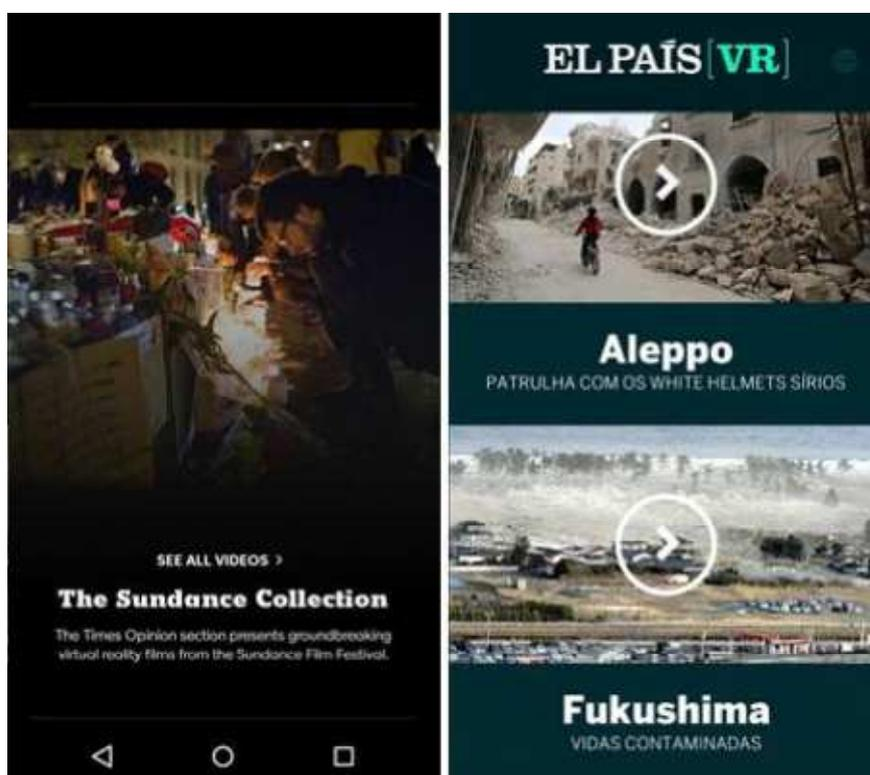 SEE ALL VIDEOS >
The Sundance Collection
The Times Opinion section presents groundbreaking
virtual reality films from the Sundance Film Festival.
EL PAÍS [VR]
Aleppo
PATRULHA COM OS WHITE HELMETS SÍRIOS
Fukushima
VIDAS CONTAMINADAS